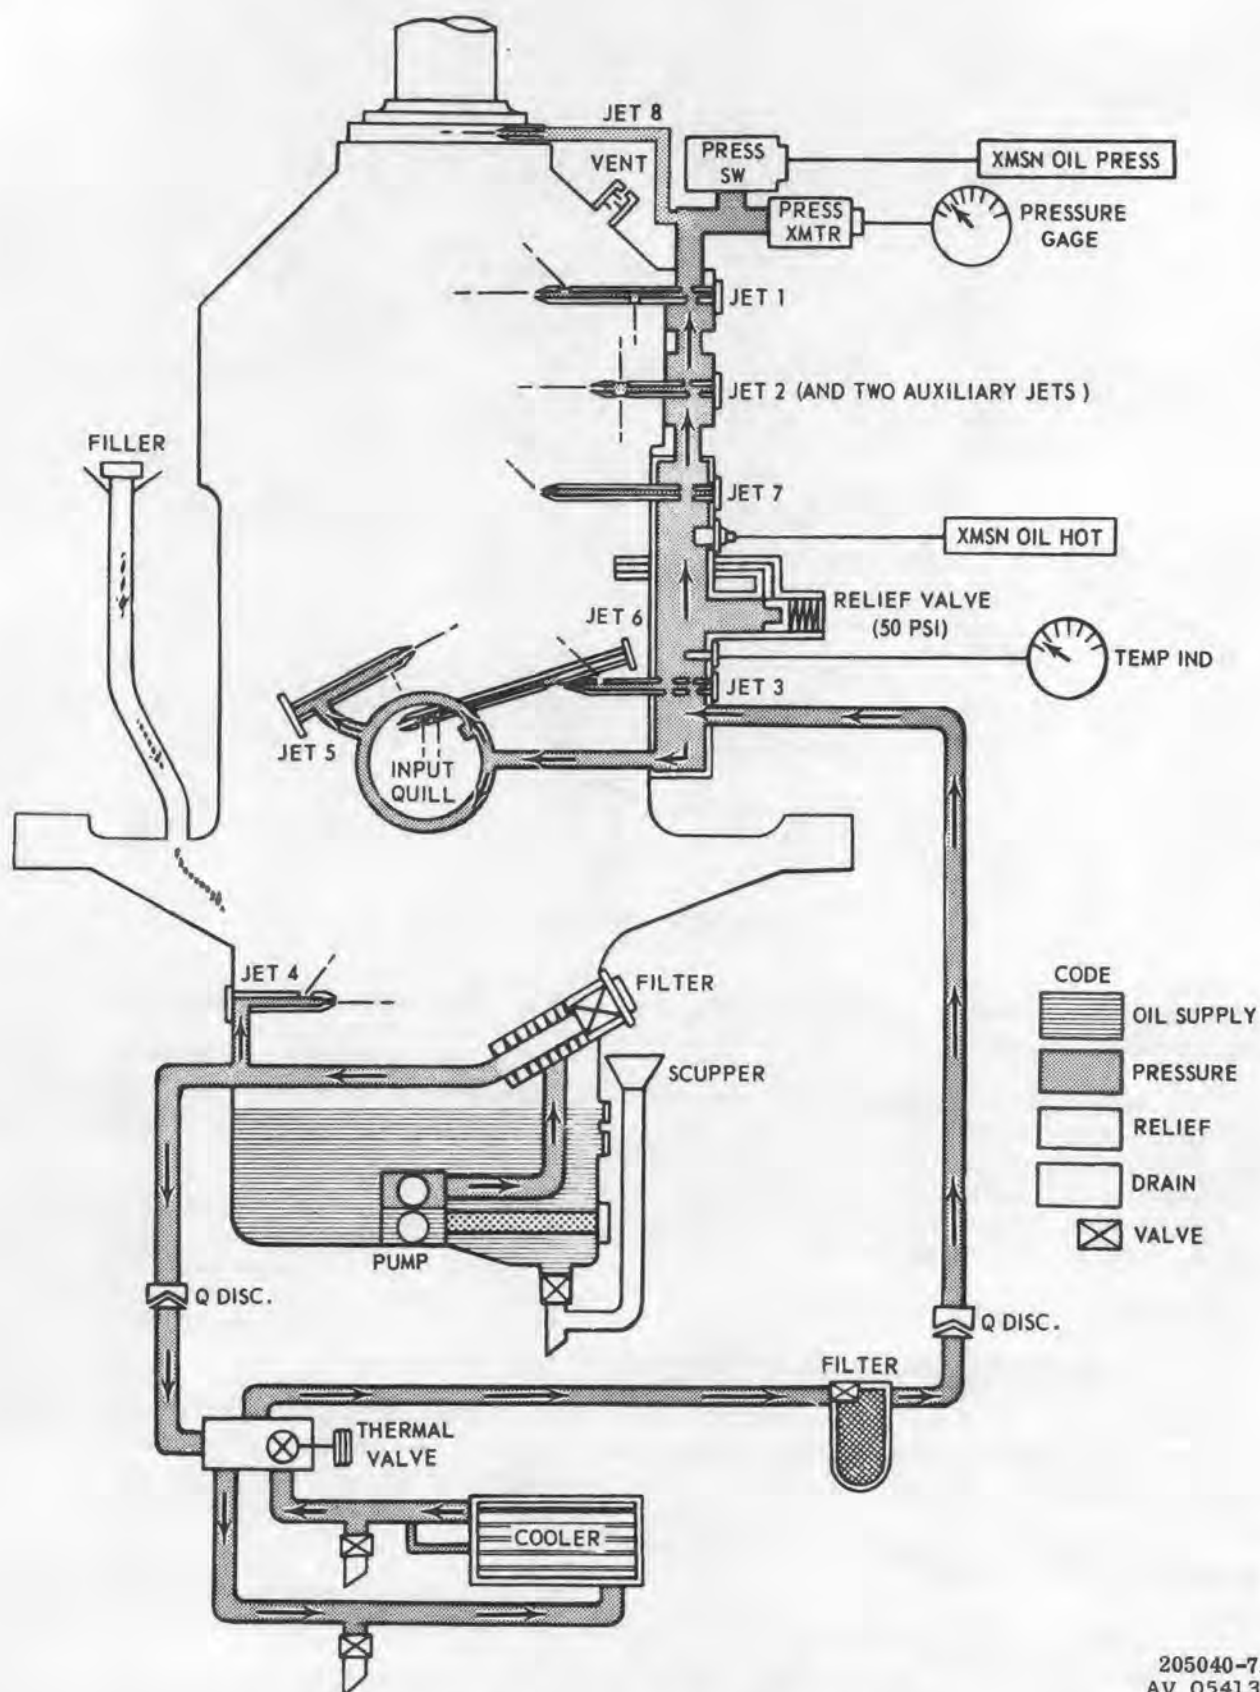 JET 8
VENT
PRESS
SW
XMSN OIL PRESS
PRESS
XMTR
PRESSURE
GAGE
JET 1
JET 2 (AND TWO AUXILIARY JETS )
FILLER
JET 7
XMSN OIL HOT
JET 6
RELIEF VALVE
(50 PSI)
TEMP IND
JET 3
JET 5
INPUT
QUILL
JET 4
FILTER
CODE
OIL SUPPLY
SCUPPER
PRESSURE
RELIEF
DRAIN
VALVE
PUMP
Q DISC.
Q DISC.
FILTER
THERMAL
VALVE
COOLER
205040-7
AV 05413